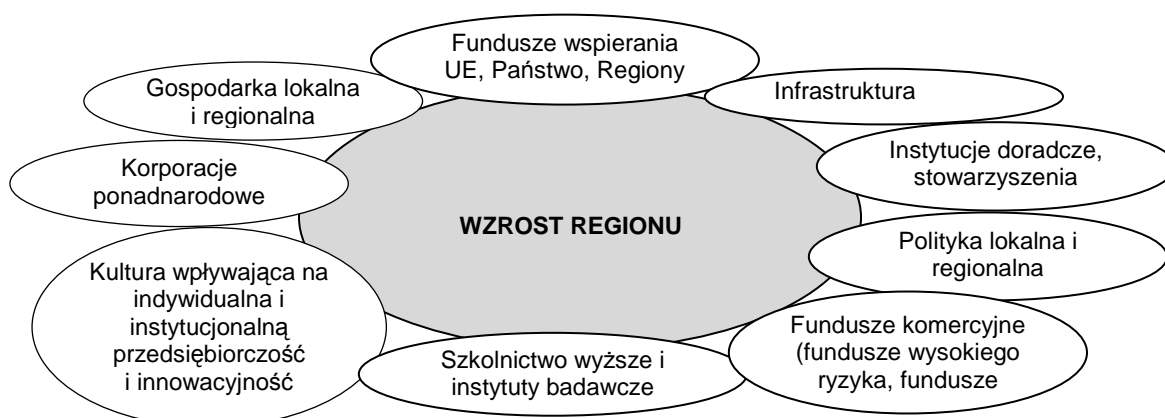 Fundusze wspierania
UE, Państwo, Regiony
Gospodarka lokalna
i regionalna
Infrastruktura
Korporacje
ponadnarodowe
Instytucje doradcze,
stowarzyszenia
WZROST REGIONU
Polityka lokalna i
regionalna
Kultura wpływająca na
indywidualna i
instytucjonalną
przedsiębiorczość
i innowacyjność
Szkolnictwo wyższe i
instytuty badawcze
Fundusze komercyjne
(fundusze wysokiego
ryzyka, fundusze